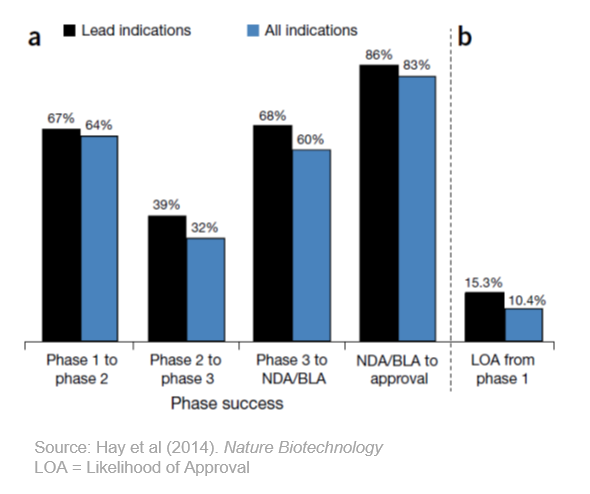 a
Lead indications
All indications
b
67%
64%
39%
32%
68%
60%
86%
83%
15.3%
10.4%
Phase 1 to
phase 2
Phase 2 to
phase 3
Phase 3 to
NDA/BLA
NDA/BLA to
approval
LOA from
phase 1
Phase success
Source: Hay et al (2014). Nature Biotechnology
LOA = Likelihood of Approval